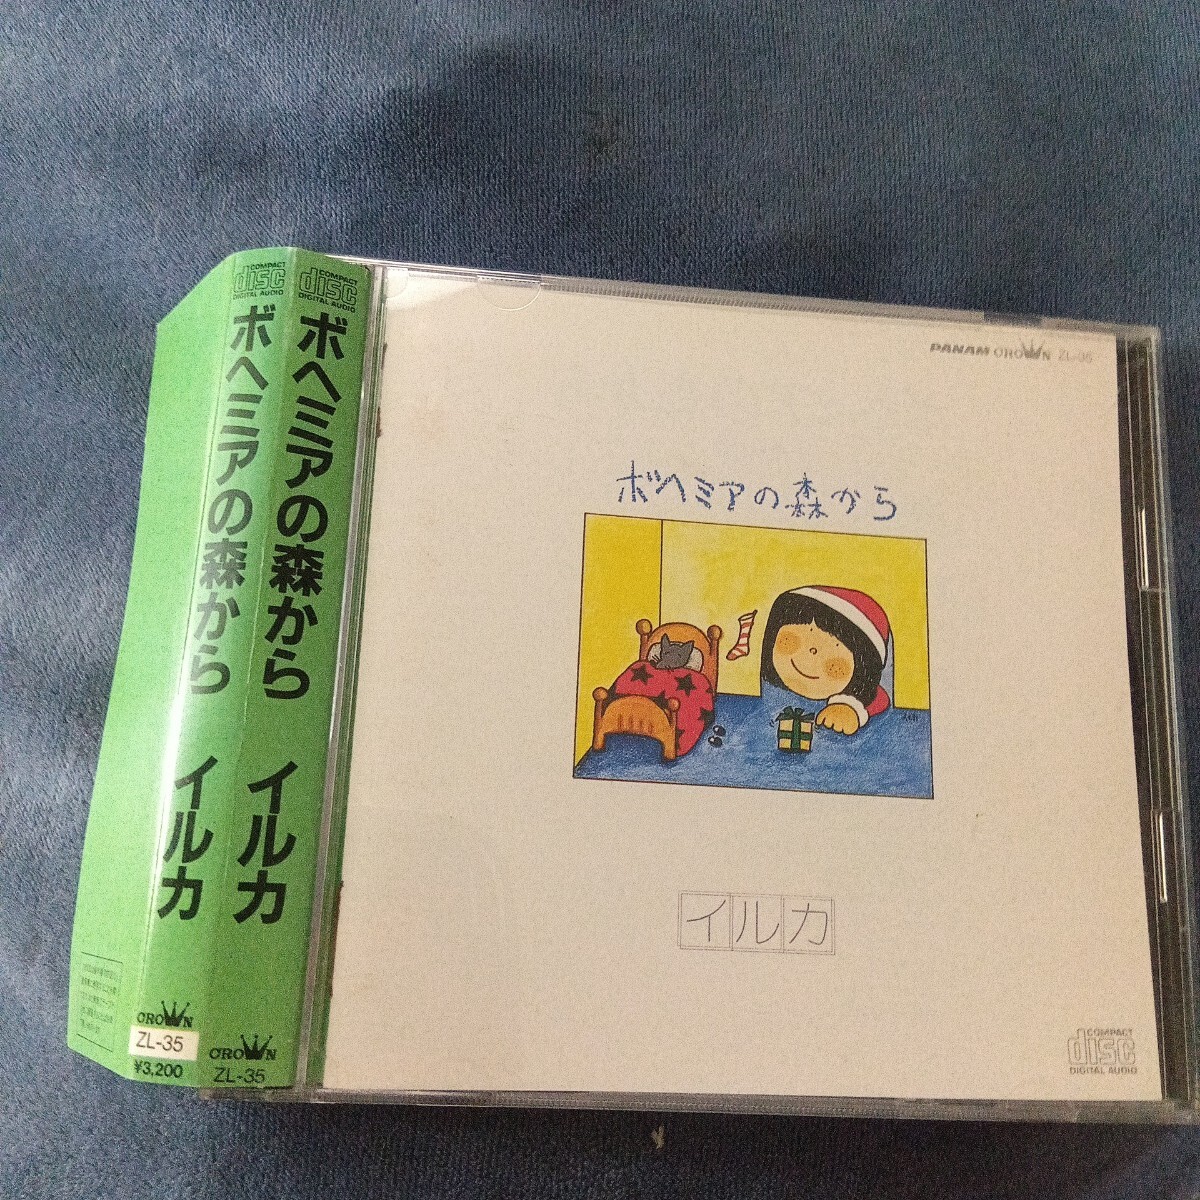 COMPACT
disc
DIGITAL AUDIO
ボヘミアの森から イルカ
CROWN
ZL-35
¥3,200
COMPACT
disc
DIGITAL AUDIO
ボヘミアの森から イルカ
CROWN
ZL-35
PANAM CROWN ZL-35
ボヘミアの森から
イルカ
COMPACT
disc
DIGITAL AUDIO